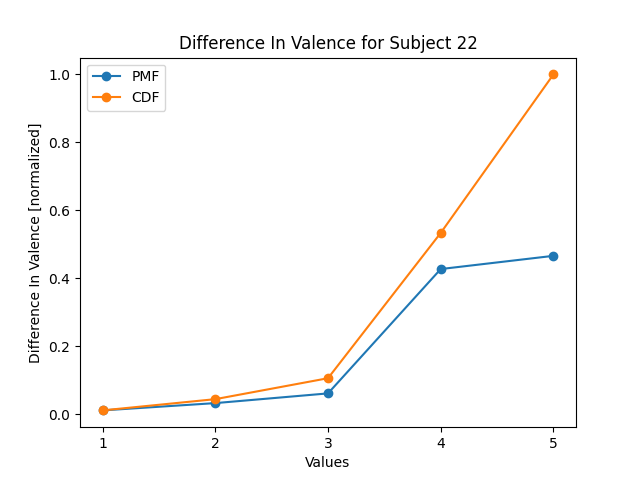 Difference In Valence for Subject 22
PMF
CDF
Difference In Valence [normalized]
1.0
0.8
0.6
0.4
0.2
0.0
1 2 3 4 5
Values